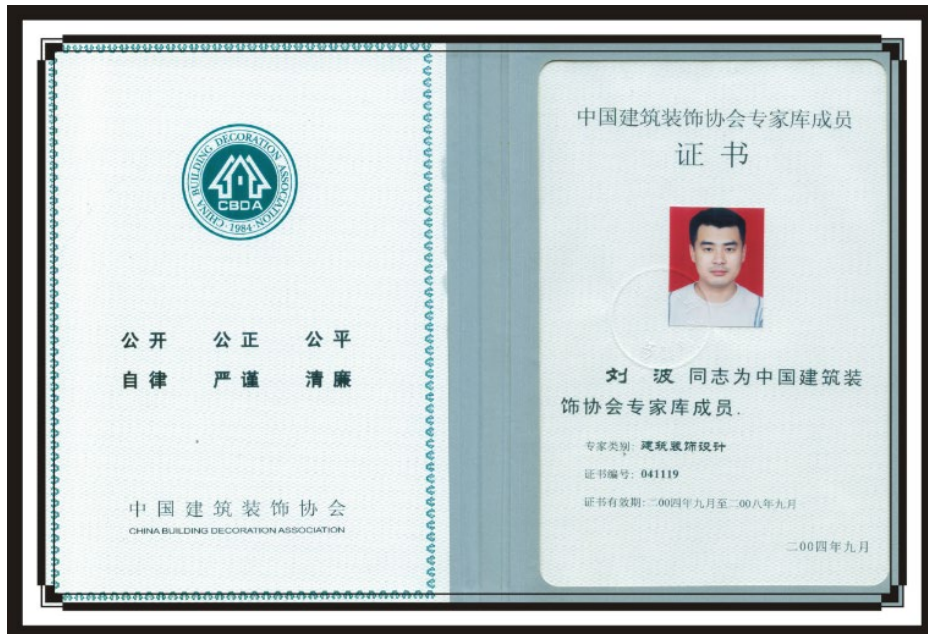 CHINA BUILDING DECORATION ASSOCIATION
CBDA
·1984·
公开 公正 公平
自律 严谨 清廉
中国建筑装饰协会
CHINA BUILDING DECORATION ASSOCIATION
中国建筑装饰协会专家库成员
证书
刘 波 同志为中国建筑装
饰协会专家库成员.
专家类别: 建筑装饰设计
证书编号: 041119
证书有效期: 二00四年九月至二00八年九月
二00四年九月